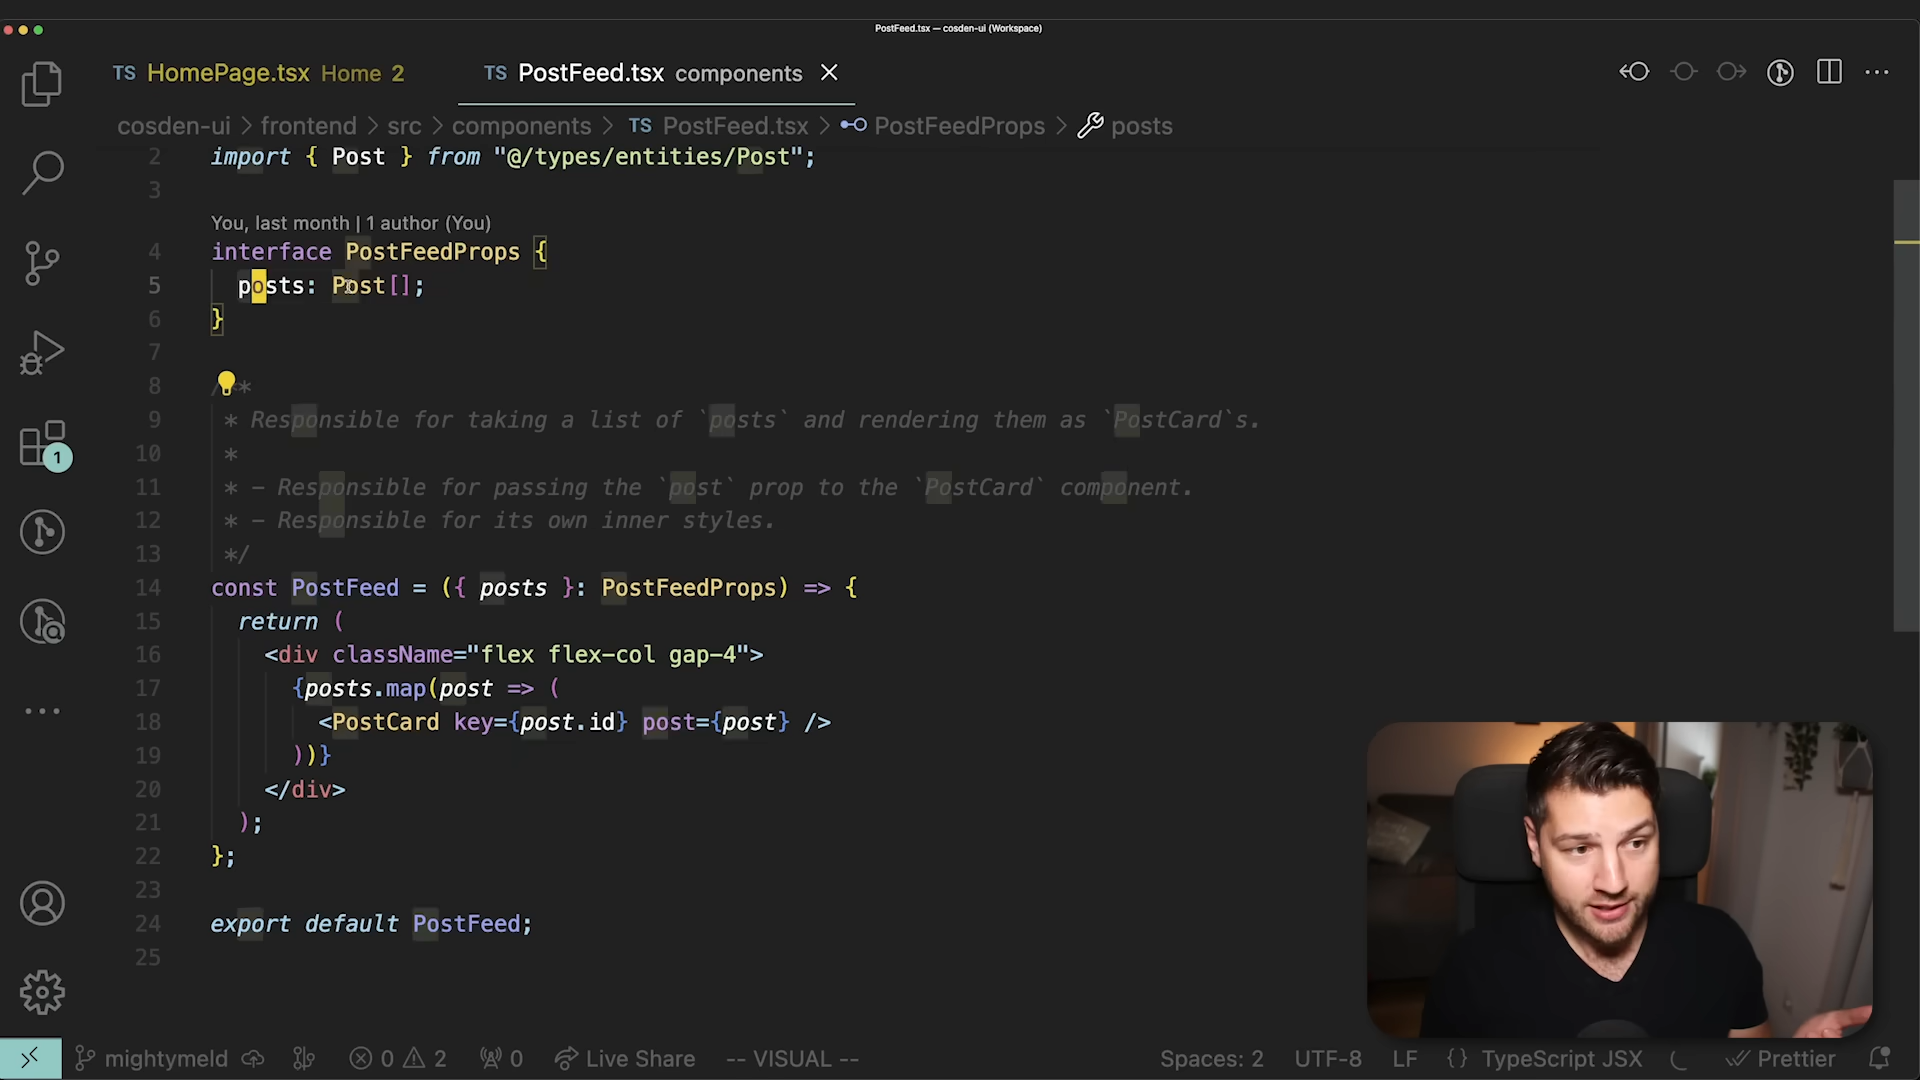 PostFeed.tsx — cosden-ui (Workspace)
TS HomePage.tsx Home 2
TS PostFeed.tsx components
cosden-ui > frontend > src > components > TS PostFeed.tsx > PostFeedProps > posts
2 import { Post } from "@/types/entities/Post";
3
You, last month | 1 author (You)
4 interface PostFeedProps {
5 posts: Post[];
6 }
7
8 /**
9 * Responsible for taking a list of `posts` and rendering them as `PostCard`s.
10 *
11 * - Responsible for passing the `post` prop to the `PostCard` component.
12 * - Responsible for its own inner styles.
13 */
14 const PostFeed = ({ posts }: PostFeedProps) => {
15 return (
16 <div className="flex flex-col gap-4">
17 {posts.map(post => (
18 <PostCard key={post.id} post={post} />
19 ))}
20 </div>
21 );
22 };
23
24 export default PostFeed;
25
1
mightymeld 0 2 0 Live Share -- VISUAL -- Spaces: 2 UTF-8 LF {} TypeScript JSX Prettier